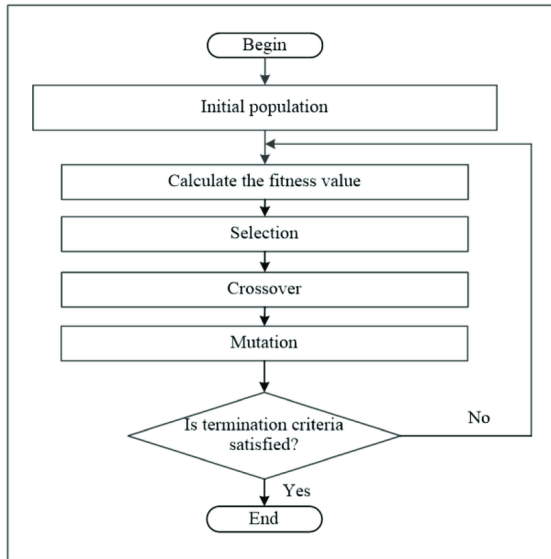 Begin
Initial population
Calculate the fitness value
Selection
Crossover
Mutation
Is termination criteria
satisfied?
No
Yes
End